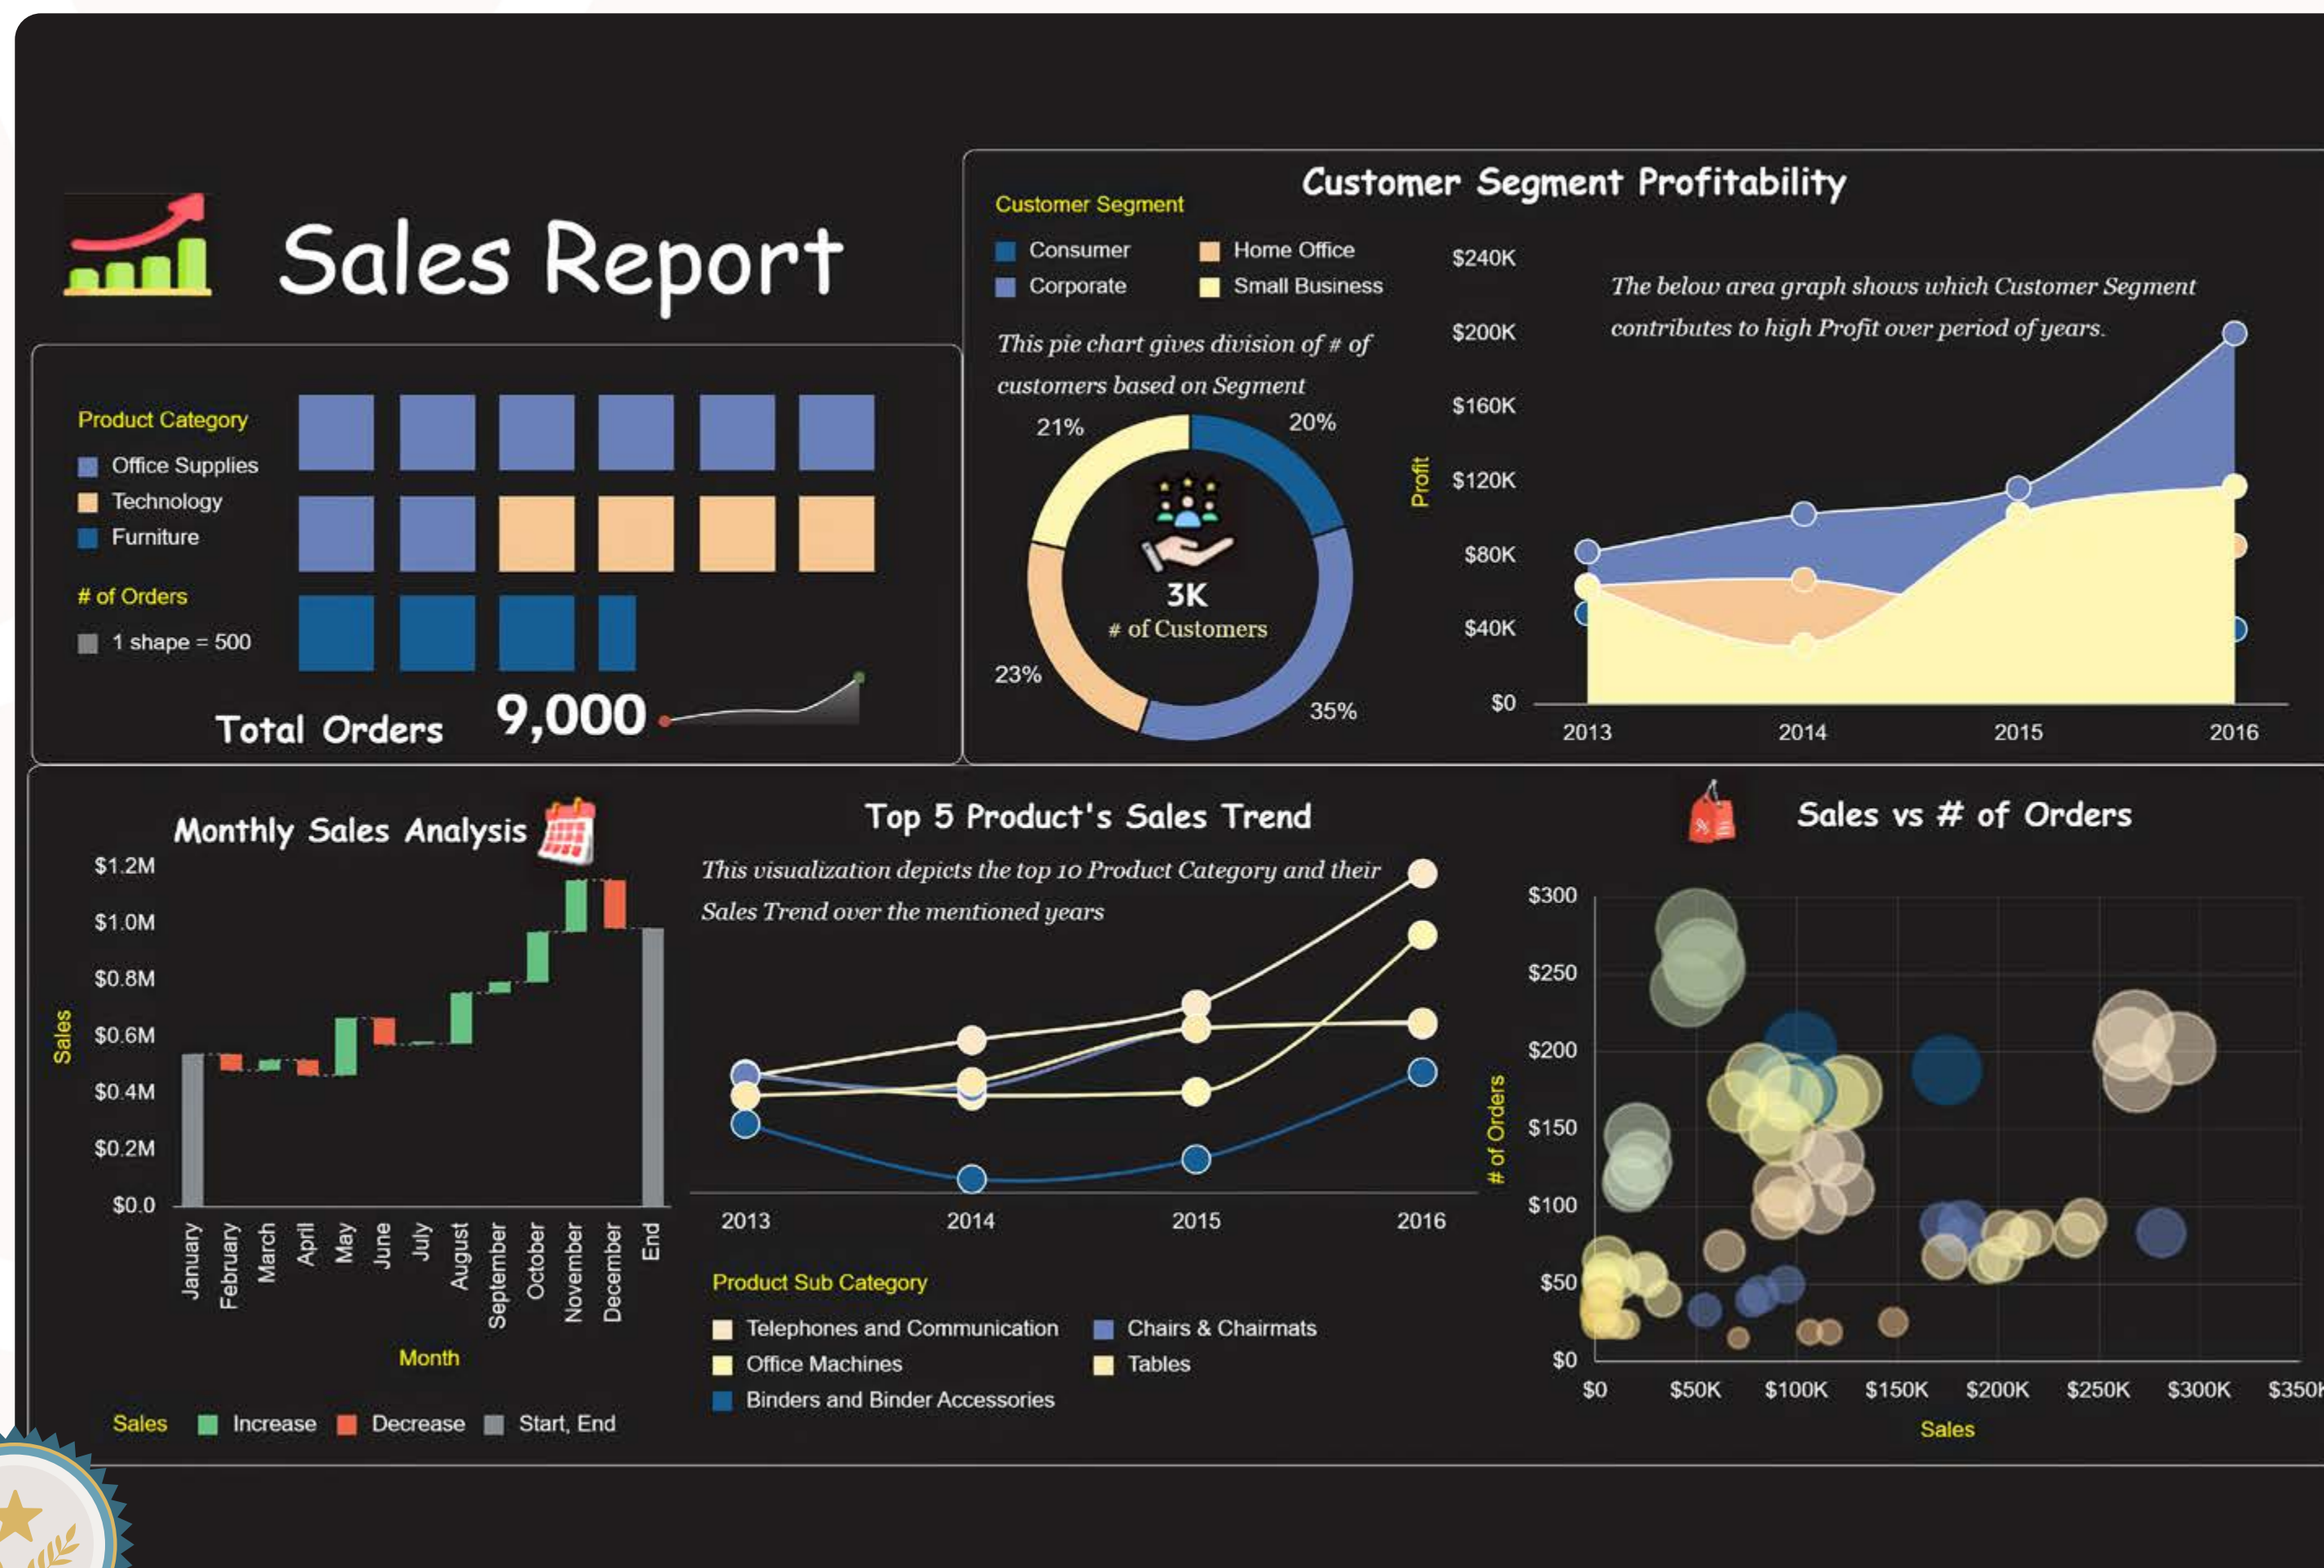 Sales Report
Product Category
Office Supplies
Technology
Furniture
# of Orders
1 shape = 500
Total Orders
9,000
Customer Segment Profitability
Customer Segment
Consumer
Home Office
Corporate
Small Business
This pie chart gives division of # of
customers based on Segment
21%
20%
23%
35%
3K
# of Customers
The below area graph shows which Customer Segment
contributes to high Profit over period of years.
Profit
$240K
$200K
$160K
$120K
$80K
$40K
$0
2013
2014
2015
2016
Monthly Sales Analysis
Sales
$1.2M
$1.0M
$0.8M
$0.6M
$0.4M
$0.2M
$0.0
January
February
March
April
May
June
July
August
September
October
November
December
End
Month
Sales
Increase
Decrease
Start, End
Top 5 Product's Sales Trend
This visualization depicts the top 10 Product Category and their
Sales Trend over the mentioned years
2013
2014
2015
2016
Product Sub Category
Telephones and Communication
Chairs & Chairmats
Office Machines
Tables
Binders and Binder Accessories
%
Sales vs # of Orders
# of Orders
$300
$250
$200
$150
$100
$50
$0
$0
$50K
$100K
$150K
$200K
$250K
$300K
$350K
Sales